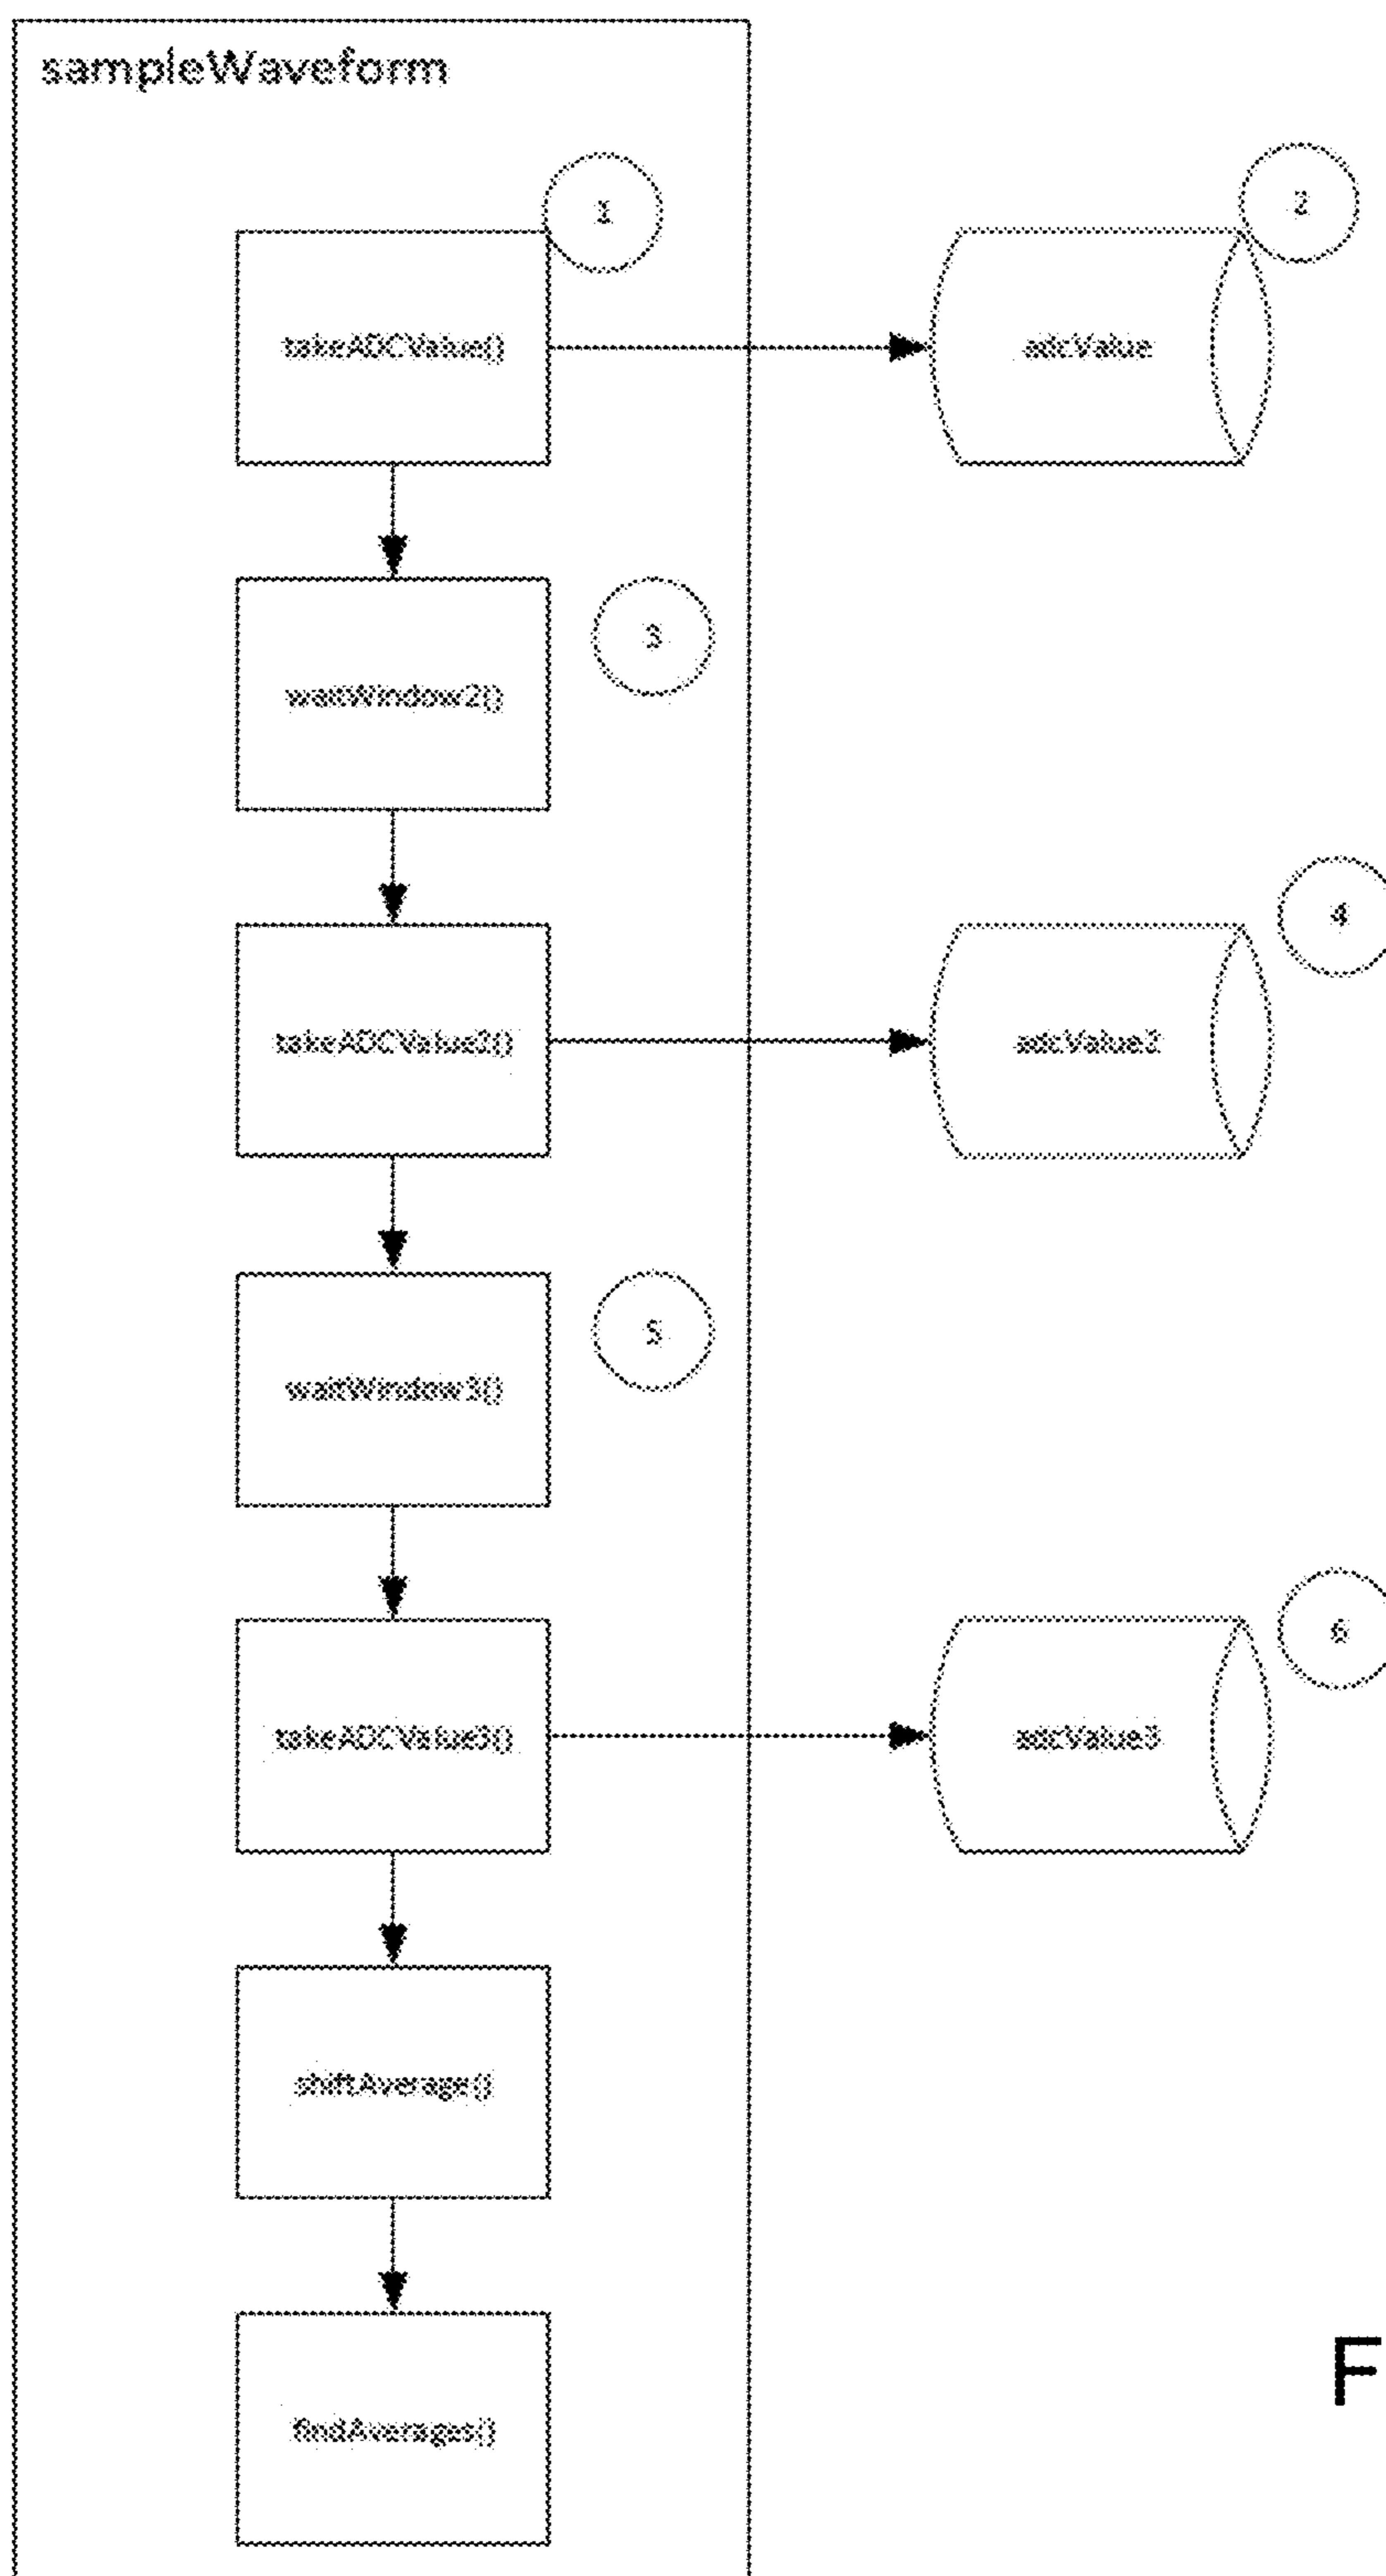 sampleWaveform
1
2
takeADCValue()
adcValue
3
waitWindow2()
4
takeADCValue2()
adcValue2
5
waitWindow3()
6
takeADCValue3()
adcValue3
shiftAverage()
F
findAverages()